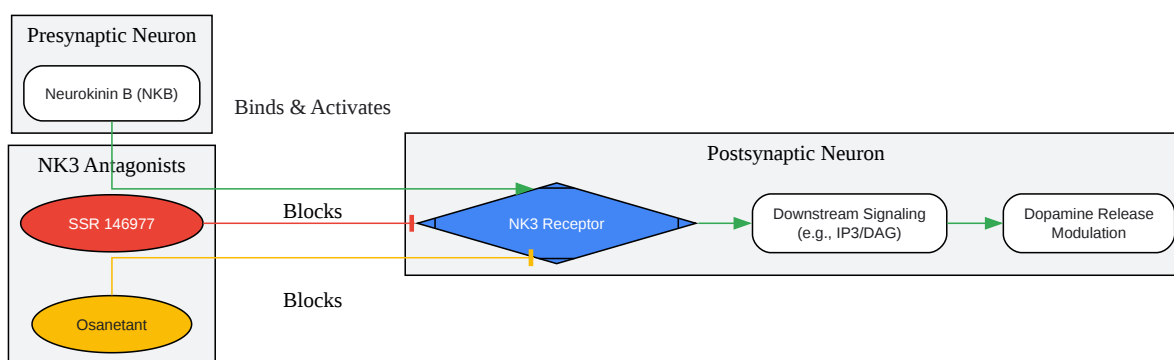 Presynaptic Neuron
Neurokinin B (NKB)
Binds & Activates
NK3 Antagonists
SSR 146977
Blocks
Osanetant
Blocks
Postsynaptic Neuron
NK3 Receptor
Downstream Signaling
(e.g., IP3/DAG)
Dopamine Release
Modulation